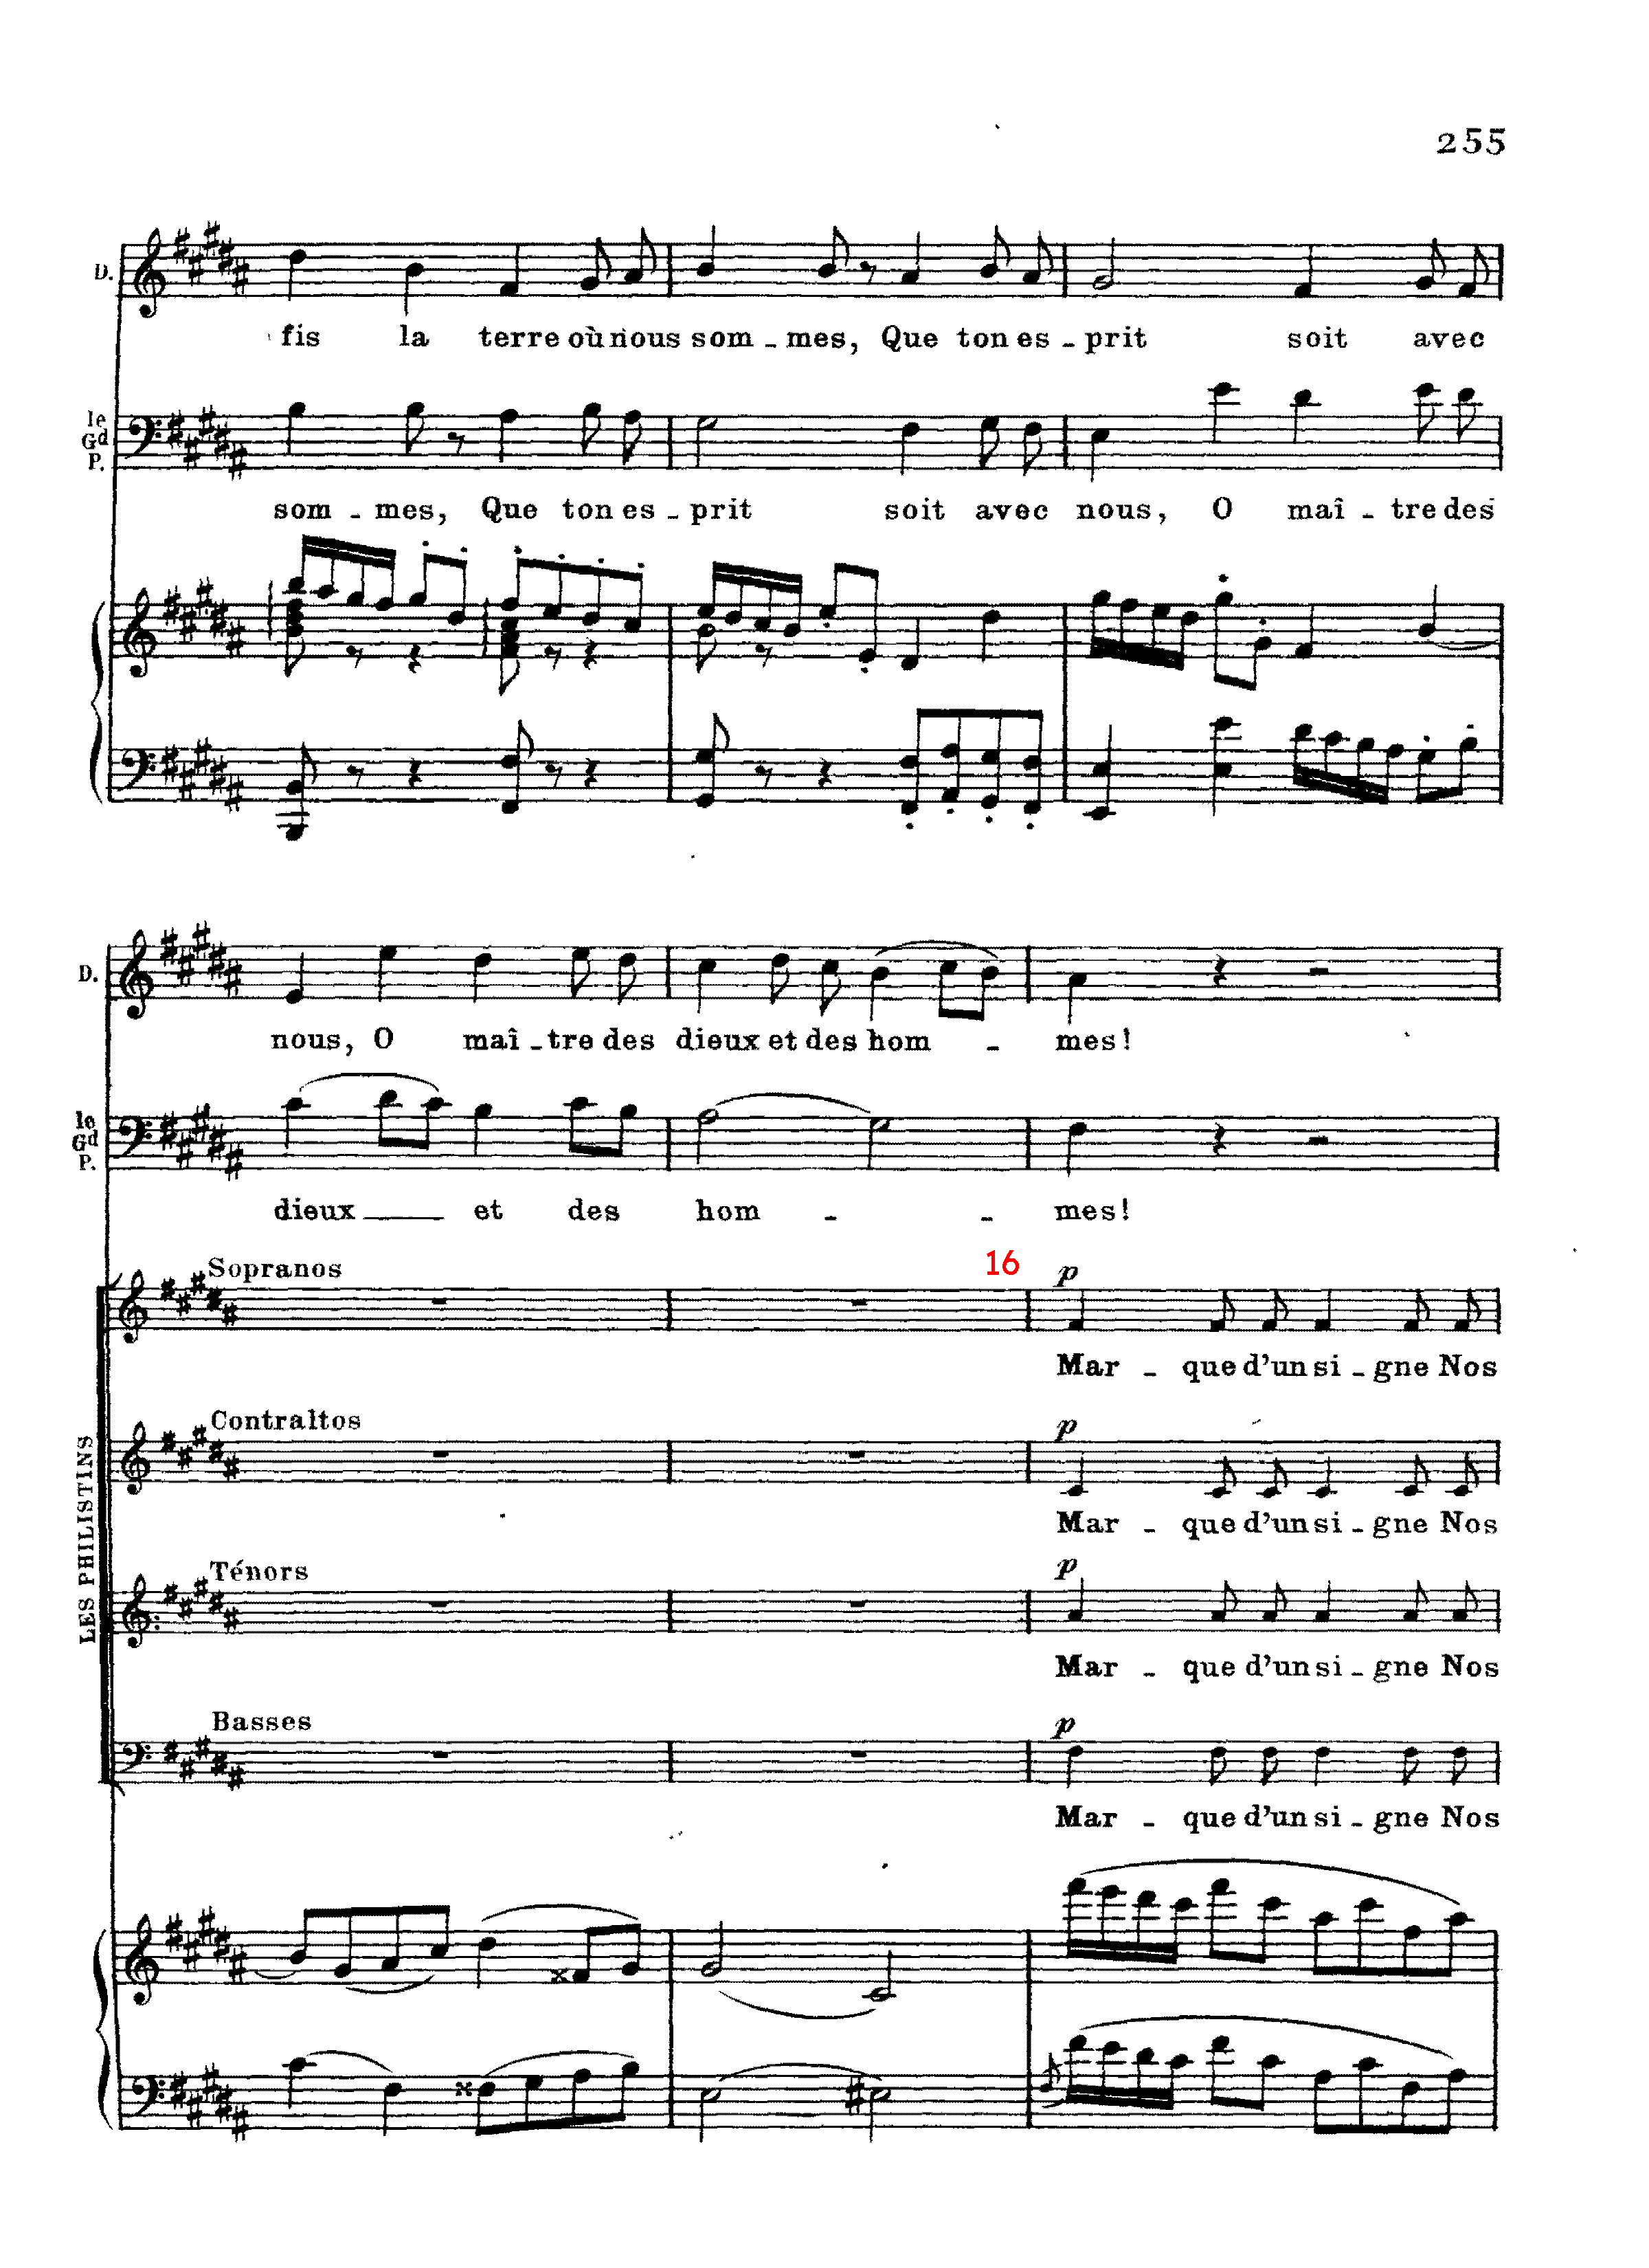 255
D.
fis la terre où nous som - mes, Que ton es - prit soit avec
le
Gd
P.
som - mes, Que ton es - prit soit avec nous, O maî - tre des
D.
nous, O maî - tre des dieux et des hom - mes!
le
Gd
P.
dieux et des hom - - mes!
LES PHILISTINS
Sopranos
16
p
Mar - que d'un si - gne Nos
Contraltos
p
Mar - que d'un si - gne Nos
Ténors
p
Mar - que d'un si - gne Nos
Basses
p
Mar - que d'un si - gne Nos